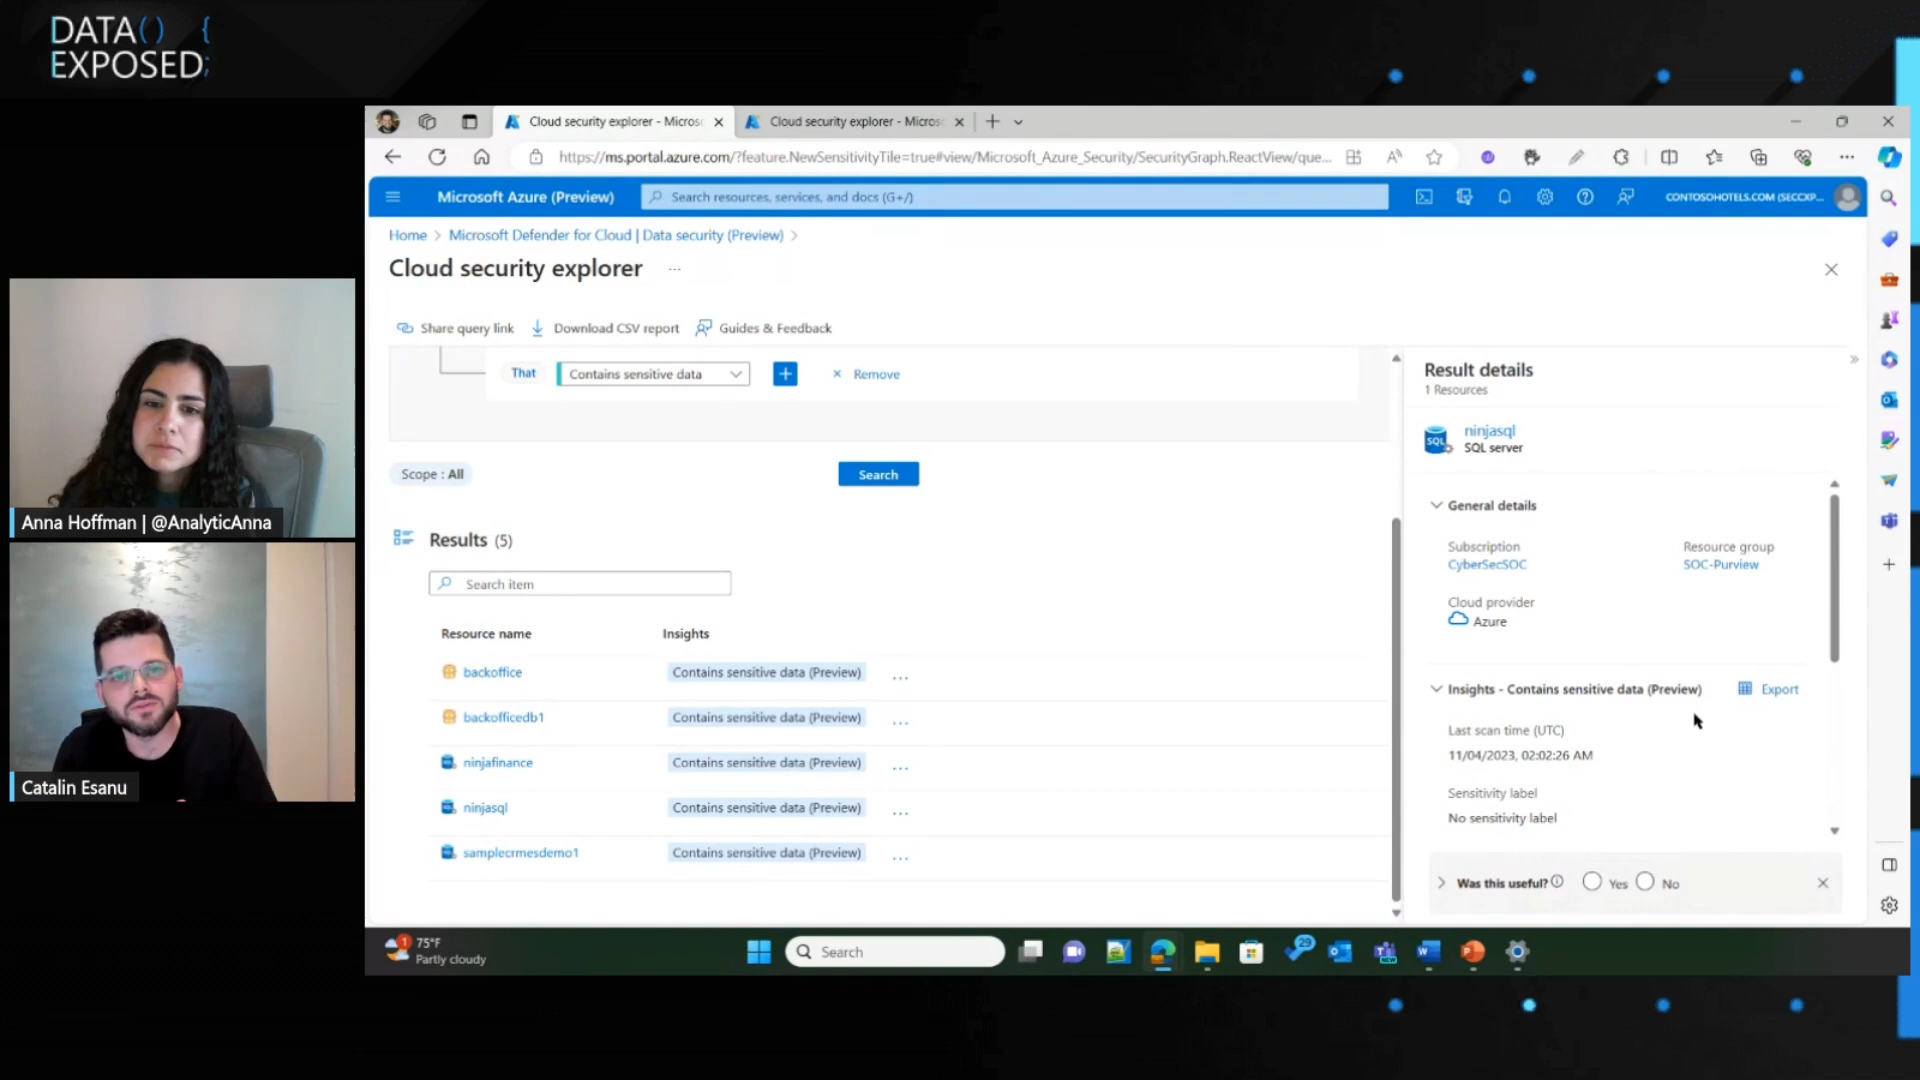 DATA() {
EXPOSED;
Cloud security explorer - Micros
Cloud security explorer - Micros
https://ms.portal.azure.com/?feature.NewSensitivityTile=true#view/Microsoft_Azure_Security/SecurityGraph.ReactView/que...
Microsoft Azure (Preview)
Search resources, services, and docs (G+/)
CONTOSOHOTELS.COM (SECCXP...
Home > Microsoft Defender for Cloud | Data security (Preview) >
Cloud security explorer ...
Share query link
Download CSV report
Guides & Feedback
That
Contains sensitive data
+
× Remove
Scope : All
Search
Results (5)
Search item
Resource name Insights
backoffice Contains sensitive data (Preview) ...
backofficedb1 Contains sensitive data (Preview) ...
ninjafinance Contains sensitive data (Preview) ...
ninjasql Contains sensitive data (Preview) ...
samplecrmesdemo1 Contains sensitive data (Preview) ...
Result details
1 Resources
SQL
ninjasql
SQL server
General details
Subscription
CyberSecSOC
Resource group
SOC-Purview
Cloud provider
Azure
Insights - Contains sensitive data (Preview)
Export
Last scan time (UTC)
11/04/2023, 02:02:26 AM
Sensitivity label
No sensitivity label
Was this useful? Yes No
Anna Hoffman | @AnalyticAnna
Catalin Esanu
1
75°F
Partly cloudy
Search
29
NEW